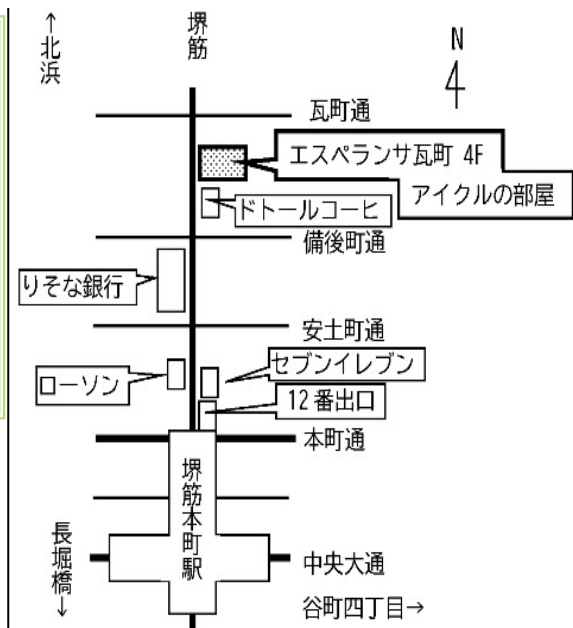 ↑北浜
堺筋
N
瓦町通
エスペランサ瓦町 4F
アイクルの部屋
ドトールコーヒ
備後町通
りそな銀行
安土町通
セブンイレブン
ローソン
12番出口
本町通
堺筋本町駅
長堀橋↓
中央大通
谷町四丁目→